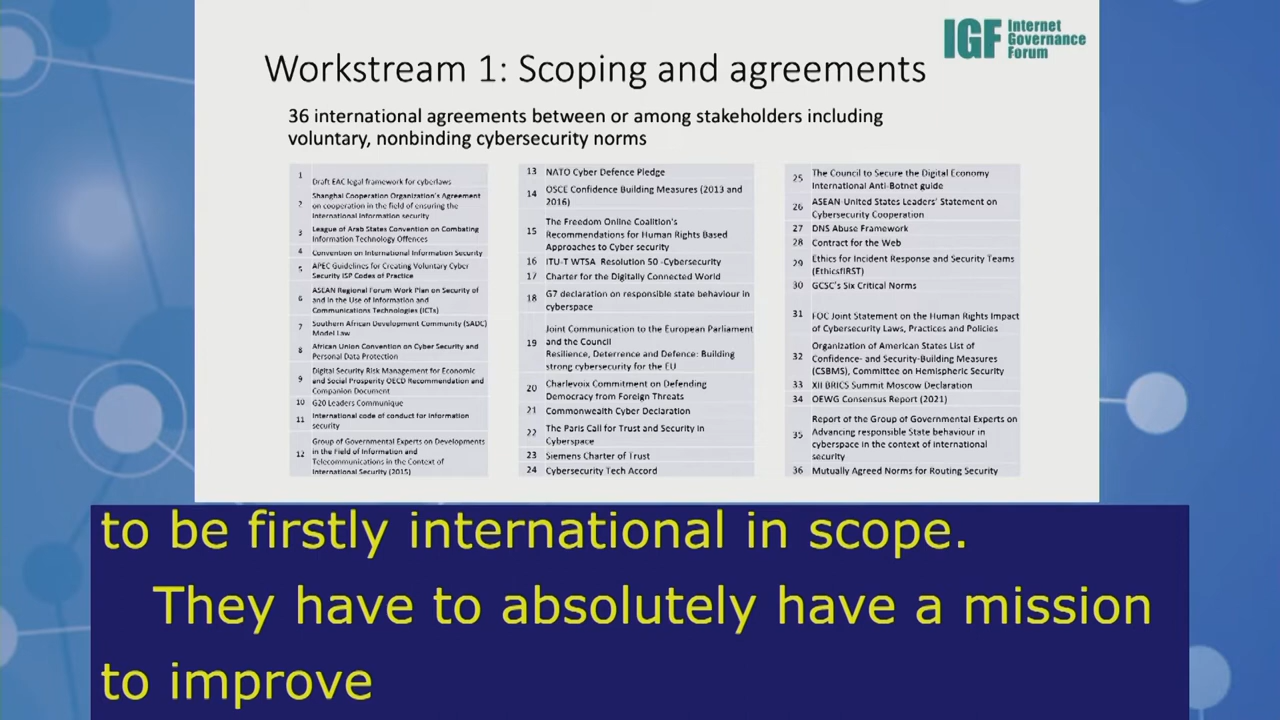 IGF Internet
Governance
Forum
Workstream 1: Scoping and agreements
36 international agreements between or among stakeholders including
voluntary, nonbinding cybersecurity norms
1 Draft EAC legal framework for cyberlaws
2 Shanghai Cooperation Organization's Agreement
on cooperation in the field of ensuring the
International Information security
3 League of Arab States Convention on Combating
Information Technology Offences
4 Convention on International Information Security
5 APEC Guidelines for Creating Voluntary Cyber
Security ISP Codes of Practice
6 ASEAN Regional Forum Work Plan on Security of
and in the Use of Information and
Communications Technologies (ICTs)
7 Southern African Development Community (SADC)
Model Law
8 African Union Convention on Cyber Security and
Personal Data Protection
9 Digital Security Risk Management for Economic
and Social Prosperity OECD Recommendation and
Companion Document
10 G20 Leaders Communique
11 International code of conduct for information
security
12 Group of Governmental Experts on Developments
in the Field of Information and
Telecommunications in the Context of
International Security (2015)
13 NATO Cyber Defence Pledge
14 OSCE Confidence Building Measures (2013 and
2016)
15 The Freedom Online Coalition's
Recommendations for Human Rights Based
Approaches to Cyber security
16 ITU-T WTSA Resolution 50 -Cybersecurity
17 Charter for the Digitally Connected World
18 G7 declaration on responsible state behaviour in
cyberspace
19 Joint Communication to the European Parliament
and the Council
Resilience, Deterrence and Defence: Building
strong cybersecurity for the EU
20 Charlevoix Commitment on Defending
Democracy from Foreign Threats
21 Commonwealth Cyber Declaration
22 The Paris Call for Trust and Security in
Cyberspace
23 Siemens Charter of Trust
24 Cybersecurity Tech Accord
25 The Council to Secure the Digital Economy
International Anti-Botnet guide
26 ASEAN-United States Leaders' Statement on
Cybersecurity Cooperation
27 DNS Abuse Framework
28 Contract for the Web
29 Ethics for Incident Response and Security Teams
(EthicsfIRST)
30 GCSC's Six Critical Norms
31 FOC Joint Statement on the Human Rights Impact
of Cybersecurity Laws, Practices and Policies
32 Organization of American States List of
Confidence- and Security-Building Measures
(CSBMS), Committee on Hemispheric Security
33 XII BRICS Summit Moscow Declaration
34 OEWG Consensus Report (2021)
35 Report of the Group of Governmental Experts on
Advancing responsible State behaviour in
cyberspace in the context of international
security
36 Mutually Agreed Norms for Routing Security
to be firstly international in scope.
They have to absolutely have a mission
to improve